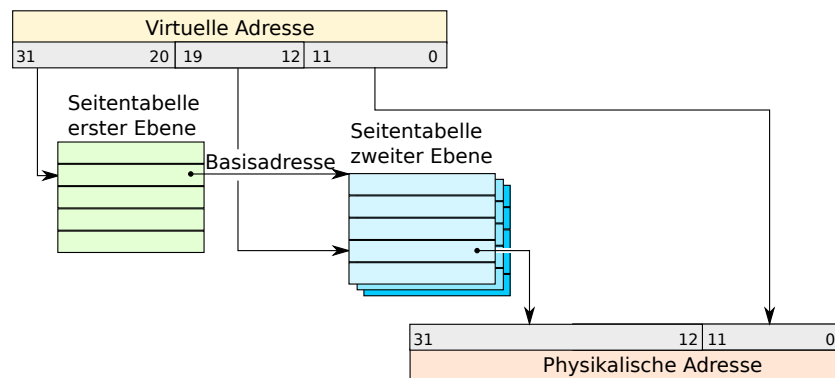 Virtuelle Adresse
31 20 19 12 11 0
Seitentabelle
erster Ebene
Seitentabelle
zweiter Ebene
Basisadresse
31 12 11 0
Physikalische Adresse